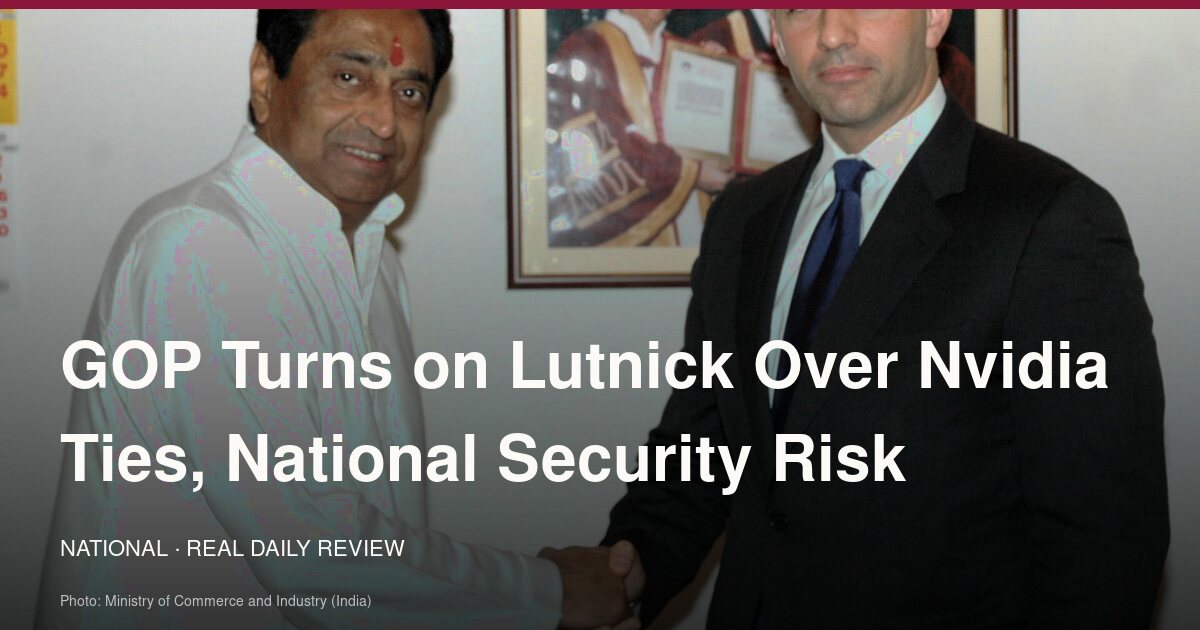 GOP Turns on Lutnick Over Nvidia
Ties, National Security Risk
NATIONAL · REAL DAILY REVIEW
Photo: Ministry of Commerce and Industry (India)